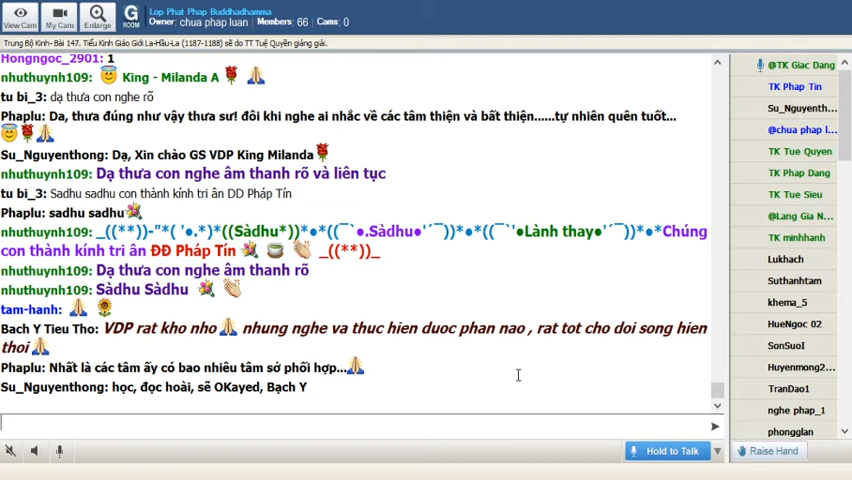 Lop Phat Phap Buddhadhamma
Owner: chua phap luan Members: 66 Cams: 0
View Cam My Cam Enlarge G ROOM
Trung Bộ Kinh- Bài 147. Tiểu Kinh Giáo Giới La-Hầu-La (1187-1188) sẽ do TT Tuệ Quyền giảng giải.
Hongngoc_2901: 1
nhuthuynh109: King - Milanda A
tu bi_3: dạ thưa con nghe rõ
Phaplu: Dạ, thưa đúng như vậy thưa sư! đôi khi nghe ai nhắc về các tâm thiện và bất thiện......tự nhiên quên tuốt...
Su_Nguyenthong: Dạ, Xin chào GS VDP King Milanda
nhuthuynh109: Dạ thưa con nghe âm thanh rõ và liên tục
tu bi_3: Sadhu sadhu con thành kính tri ân DD Pháp Tín
Phaplu: sadhu sadhu
nhuthuynh109: _((**))-"*( '●.*)*((Sàdhu*))*●*((¯`●.Sàdhu●'´¯))*●*((¯`'●Lành thay●'´¯))*●*Chúng
con thành kính tri ân ĐĐ Pháp Tín _((**))_
nhuthuynh109: Dạ thưa con nghe âm thanh rõ
nhuthuynh109: Sàdhu Sàdhu
tam-hanh:
Bach Y Tieu Tho: VDP rat kho nho nhung nghe va thuc hien duoc phan nao , rat tot cho doi song hien
thoi
Phaplu: Nhất là các tâm ấy có bao nhiêu tâm sở phối hợp...
Su_Nguyenthong: học, đọc hoài, sẽ OKayed, Bạch Y
@TK Giac Dang
TK Phap Tin
Su_Nguyenth...
@chua phap luan
TK Tue Quyen
TK Phap Dang
TK Tue Sieu
@Lang Gia N...
TK minhhanh
Lukhach
Suthanhtam
khema_5
HueNgoc 02
SonSuoI
Huyenmong2...
TranDao1
nghe phap_1
phongglan
Hold to Talk
Raise Hand